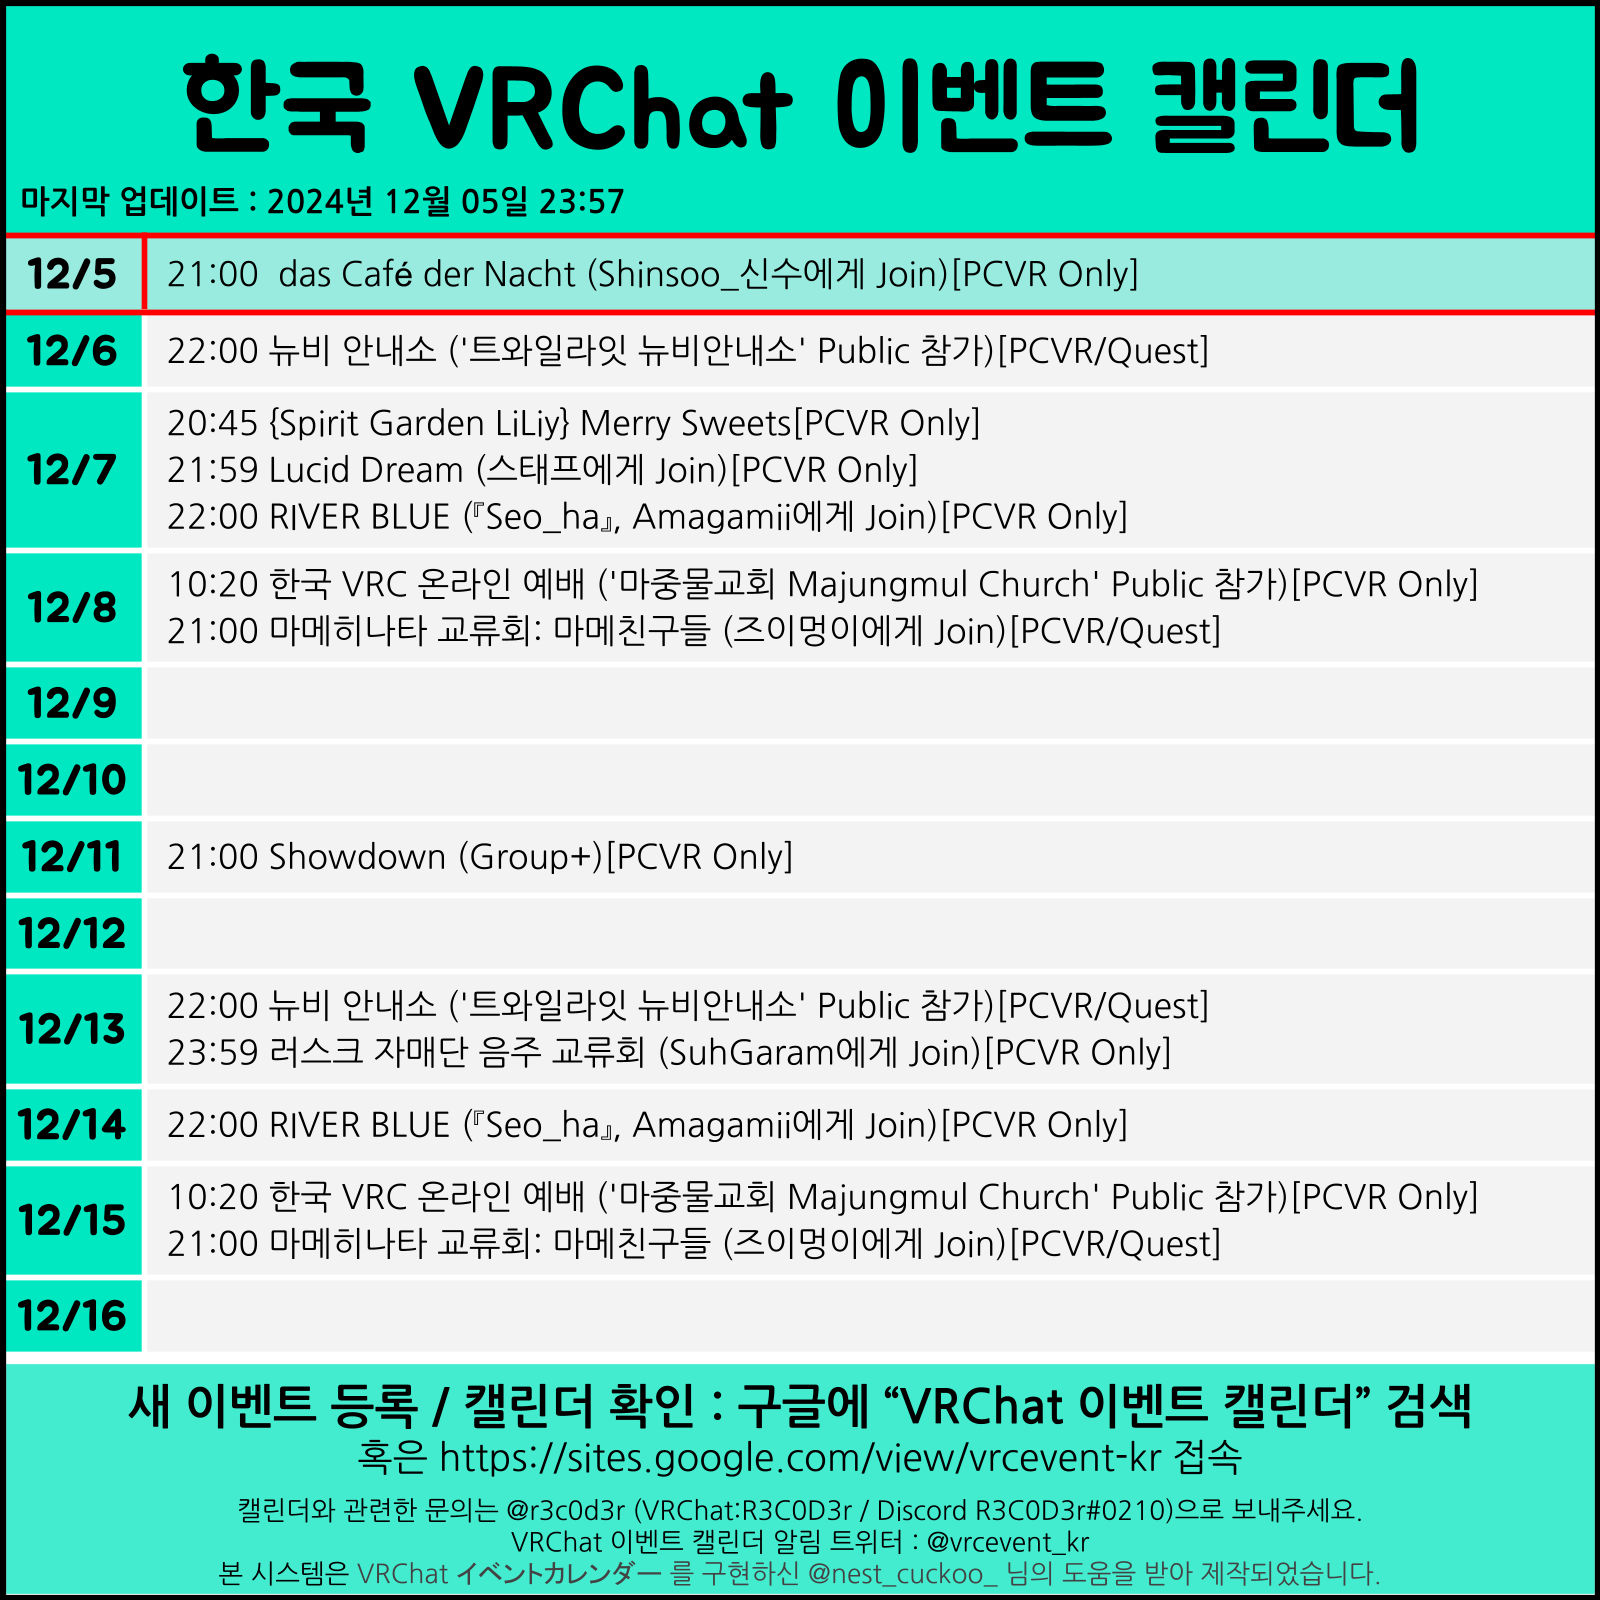 한국 VRChat 이벤트 캘린더
마지막 업데이트 : 2024년 12월 05일 23:57
12/5
21:00  das Café der Nacht (Shinsoo_신수에게 Join)[PCVR Only]
12/6
22:00 뉴비 안내소 ('트와일라잇 뉴비안내소' Public 참가)[PCVR/Quest]
12/7
20:45 {Spirit Garden LiLiy} Merry Sweets[PCVR Only]
21:59 Lucid Dream (스태프에게 Join)[PCVR Only]
22:00 RIVER BLUE (『Seo_ha』, Amagamii에게 Join)[PCVR Only]
12/8
10:20 한국 VRC 온라인 예배 ('마중물교회 Majungmul Church' Public 참가)[PCVR Only]
21:00 마메히나타 교류회: 마메친구들 (즈이멍이에게 Join)[PCVR/Quest]
12/9
12/10
12/11
21:00 Showdown (Group+)[PCVR Only]
12/12
12/13
22:00 뉴비 안내소 ('트와일라잇 뉴비안내소' Public 참가)[PCVR/Quest]
23:59 러스크 자매단 음주 교류회 (SuhGaram에게 Join)[PCVR Only]
12/14
22:00 RIVER BLUE (『Seo_ha』, Amagamii에게 Join)[PCVR Only]
12/15
10:20 한국 VRC 온라인 예배 ('마중물교회 Majungmul Church' Public 참가)[PCVR Only]
21:00 마메히나타 교류회: 마메친구들 (즈이멍이에게 Join)[PCVR/Quest]
12/16
새 이벤트 등록 / 캘린더 확인 : 구글에 “VRChat 이벤트 캘린더” 검색
혹은 https://sites.google.com/view/vrcevent-kr 접속
캘린더와 관련한 문의는 @r3c0d3r (VRChat:R3C0D3r / Discord R3C0D3r#0210)으로 보내주세요.
VRChat 이벤트 캘린더 알림 트위터 : @vrcevent_kr
본 시스템은 VRChat イベントカレンダー 를 구현하신 @nest_cuckoo_ 님의 도움을 받아 제작되었습니다.